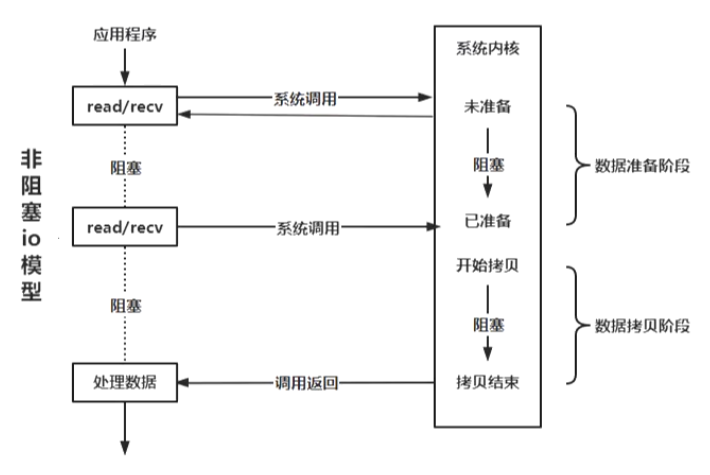 非阻塞io模型
应用程序
系统内核
read/recv
系统调用
未准备
阻塞
阻塞
数据准备阶段
read/recv
系统调用
已准备
开始拷贝
阻塞
阻塞
数据拷贝阶段
处理数据
调用返回
拷贝结束